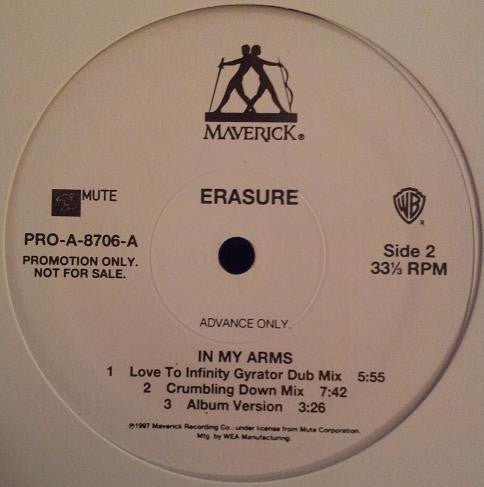 MAVERICK®
MUTE
ERASURE
WB®
PRO-A-8706-A
PROMOTION ONLY.
NOT FOR SALE.
Side 2
33⅓ RPM
ADVANCE ONLY.
IN MY ARMS
1 Love To Infinity Gyrator Dub Mix 5:55
2 Crumbling Down Mix 7:42
3 Album Version 3:26
℗1997 Maverick Recording Co., under license from Mute Corporation.
Mfg. by WEA Manufacturing.